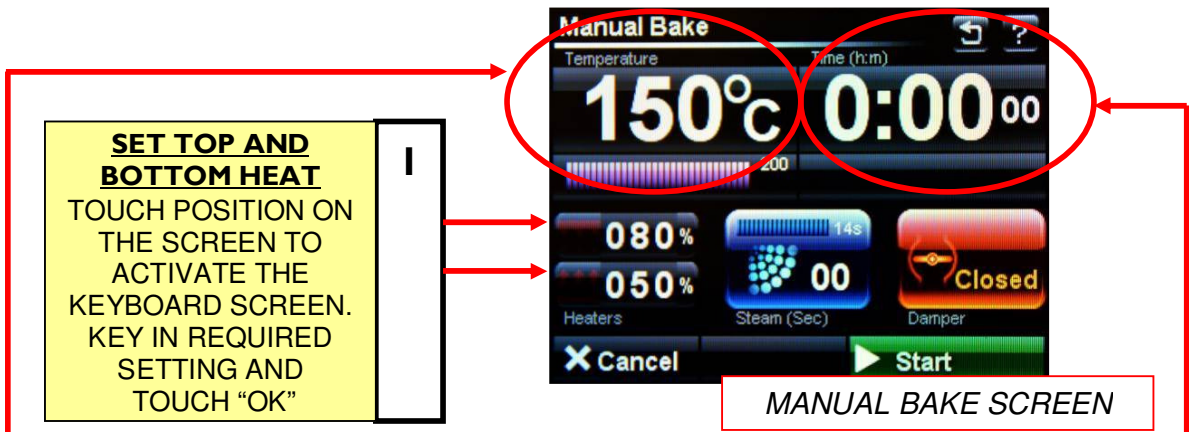 Manual Bake
?
Temperature
Time (h:m)
150°C
0:00 00
200
SET TOP AND
BOTTOM HEAT
TOUCH POSITION ON
THE SCREEN TO
ACTIVATE THE
KEYBOARD SCREEN.
KEY IN REQUIRED
SETTING AND
TOUCH “OK”
I
080%
050%
Heaters
14s
00
Steam (Sec)
Closed
Damper
Cancel
Start
MANUAL BAKE SCREEN